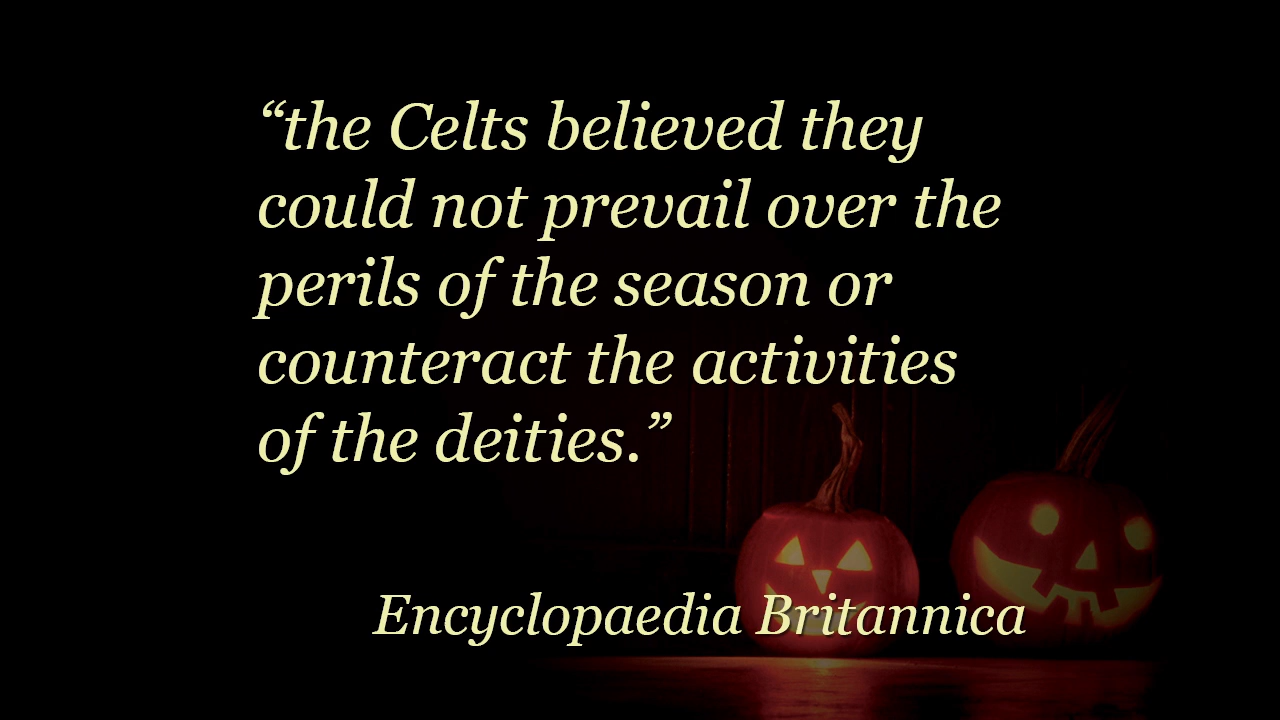 “the Celts believed they
could not prevail over the
perils of the season or
counteract the activities
of the deities.”
Encyclopaedia Britannica